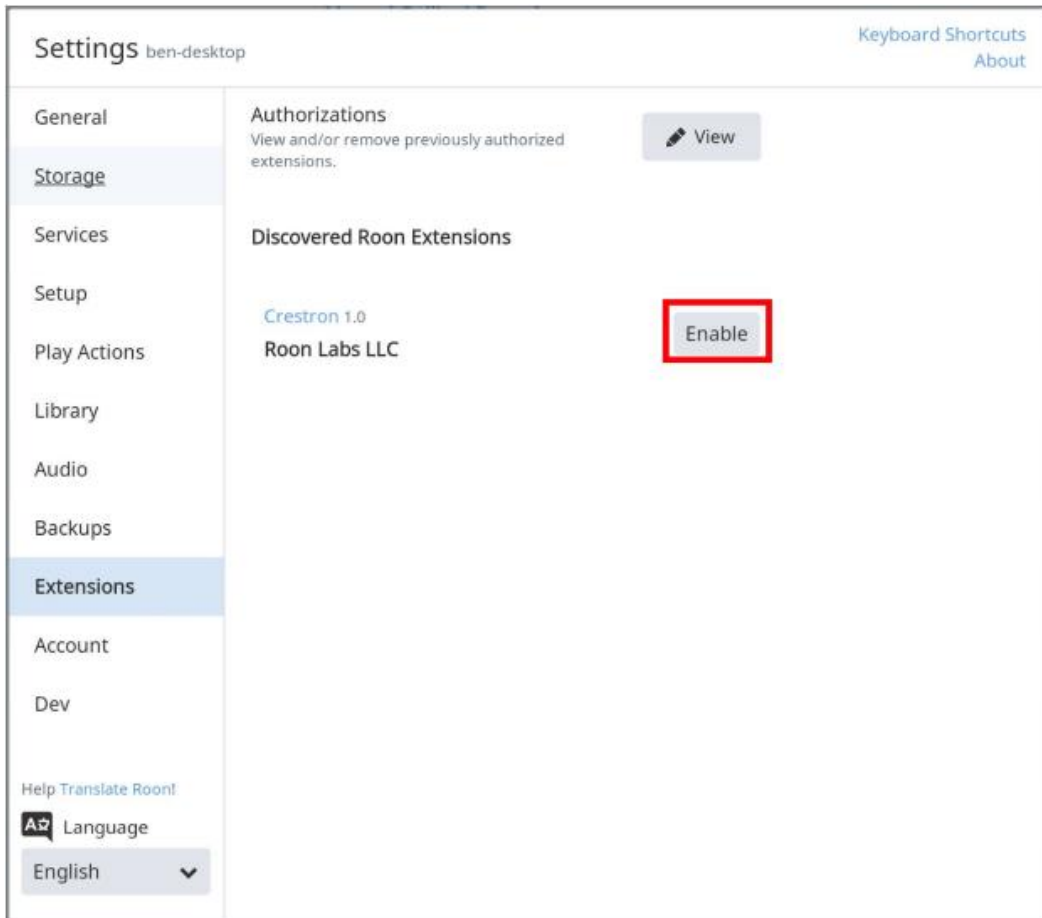 Settings ben-desktop
Keyboard Shortcuts
About
General
Storage
Services
Setup
Play Actions
Library
Audio
Backups
Extensions
Account
Dev
Help Translate Roon!
Language
English
Authorizations
View and/or remove previously authorized
extensions.
View
Discovered Roon Extensions
Crestron 1.0
Roon Labs LLC
Enable